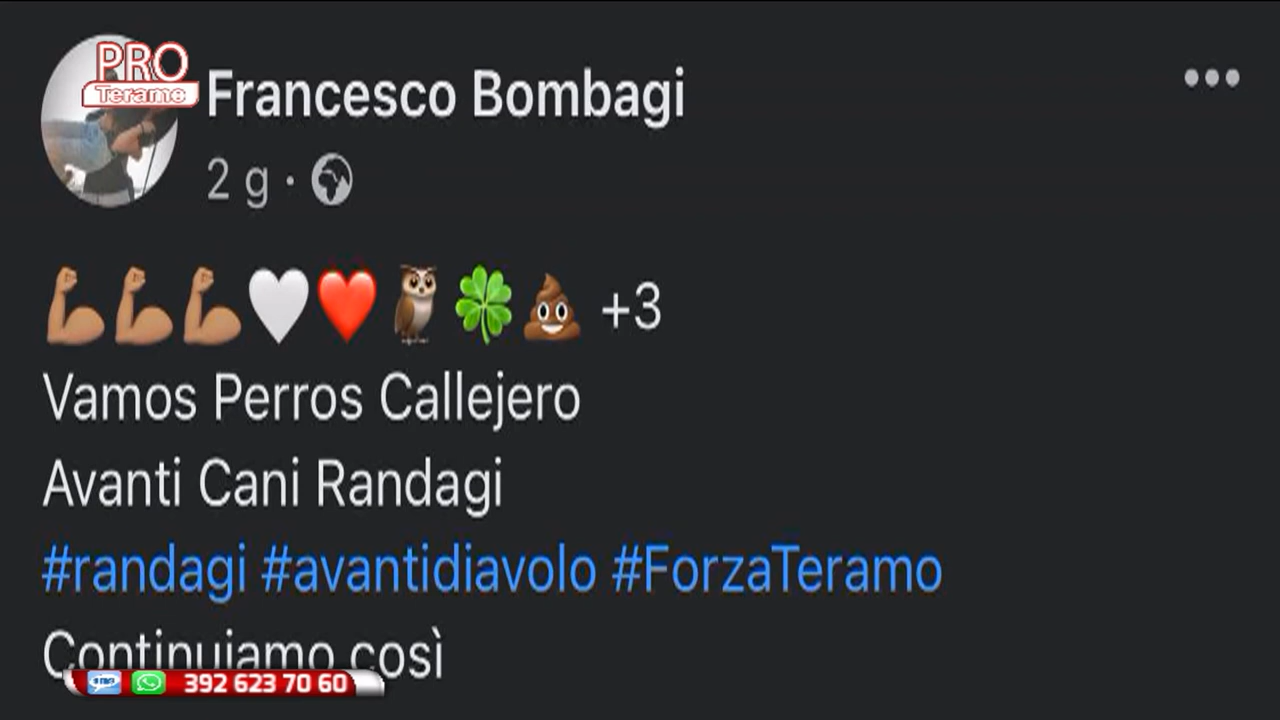 PRO
Teramo
Francesco Bombagi
2 g ·
💪🏽💪🏽💪🏽🤍❤️🦉🍀💩 +3
Vamos Perros Callejero
Avanti Cani Randagi
#randagi #avantidiavolo #ForzaTeramo
Continuiamo così
392 623 70 60